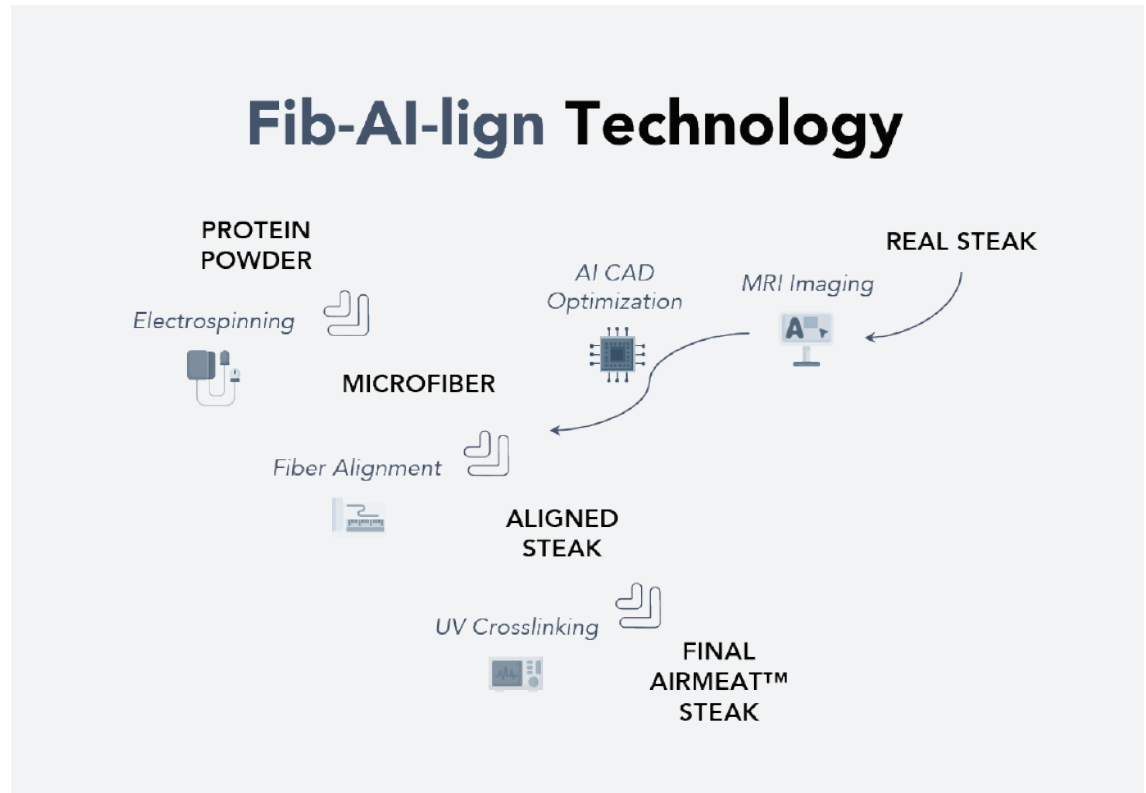 Fib-AI-lign Technology
PROTEIN
POWDER
Electrospinning
MICROFIBER
Fiber Alignment
ALIGNED
STEAK
UV Crosslinking
FINAL
AIRMEAT™
STEAK
REAL STEAK
MRI Imaging
A
AI CAD
Optimization